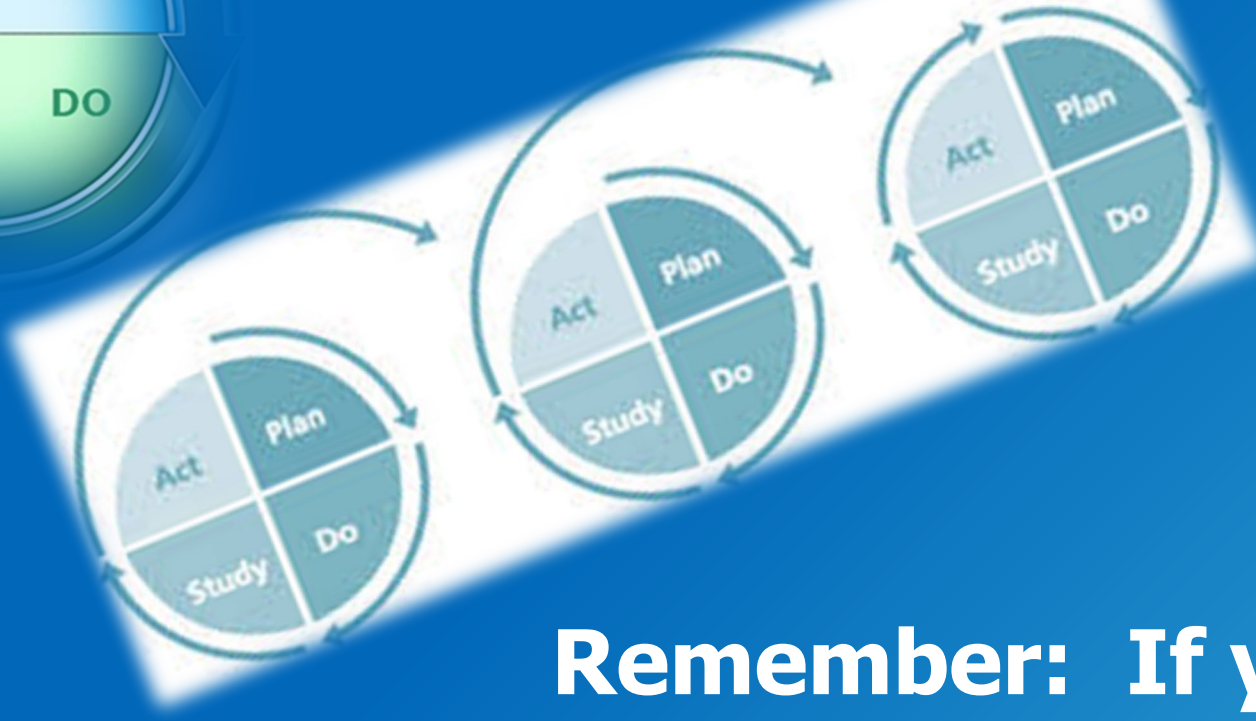 DO
Plan
Act
Do
Study
Plan
Act
Do
Study
Plan
Act
Do
Study
Remember: If